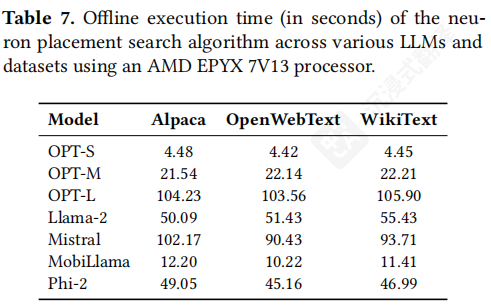 Table 7. Offline execution time (in seconds) of the neu-
ron placement search algorithm across various LLMs and
datasets using an AMD EPYX 7V13 processor.
Model Alpaca OpenWebText WikiText
OPT-S 4.48 4.42 4.45
OPT-M 21.54 22.14 22.21
OPT-L 104.23 103.56 105.90
Llama-2 50.09 51.43 55.43
Mistral 102.17 90.43 93.71
MobiLlama 12.20 10.22 11.41
Phi-2 49.05 45.16 46.99